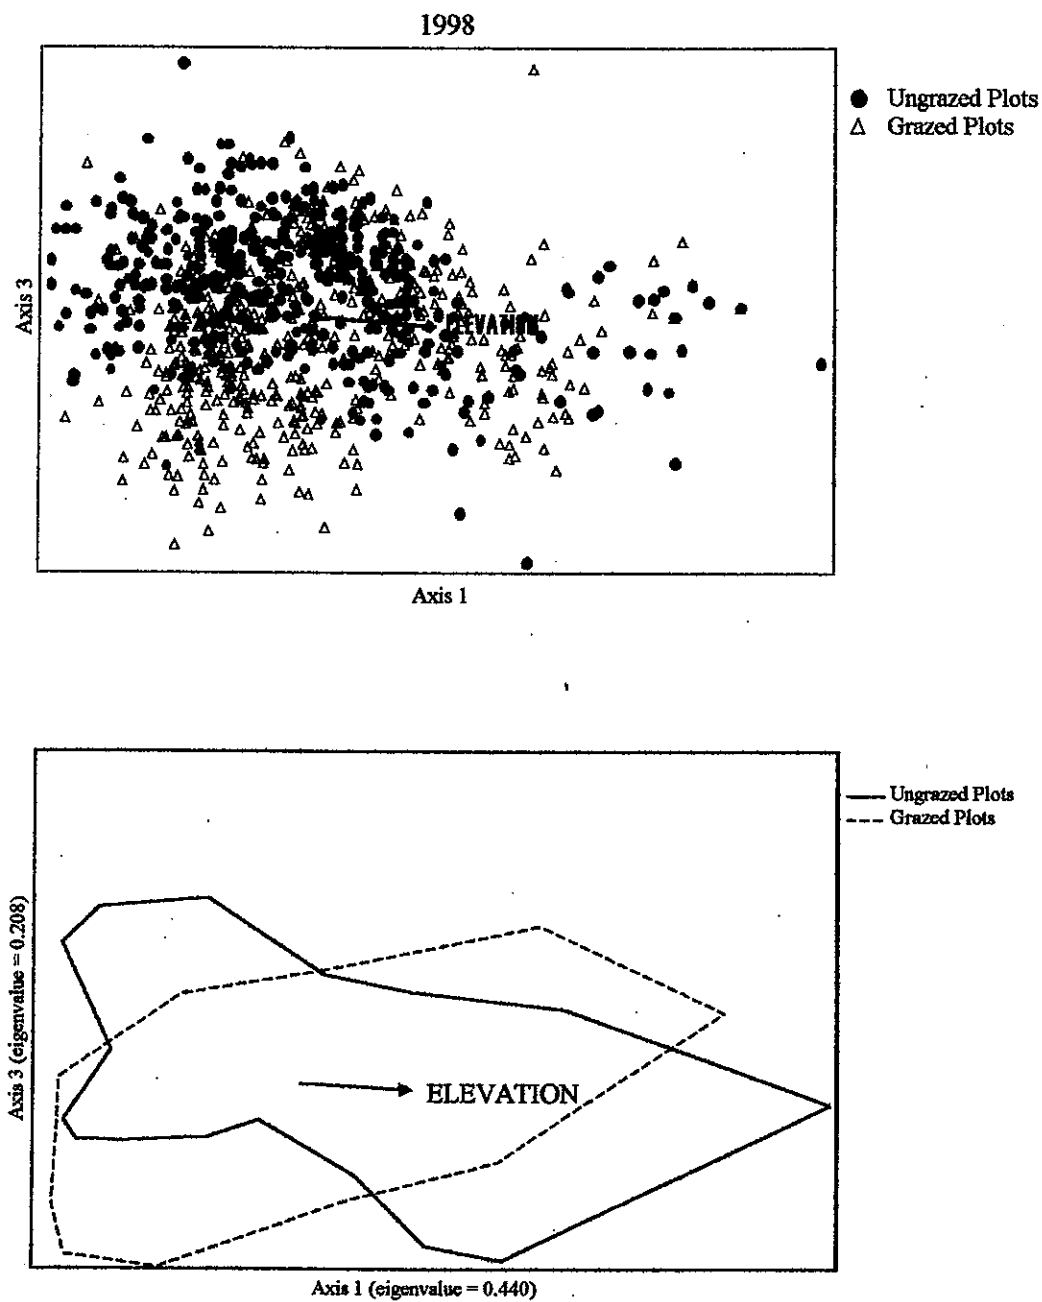 1998
Ungrazed Plots
Grazed Plots
Axis 3
ELEVATION
Axis 1
Ungrazed Plots
Grazed Plots
Axis 3 (eigenvalue = 0.208)
ELEVATION
Axis 1 (eigenvalue = 0.440)